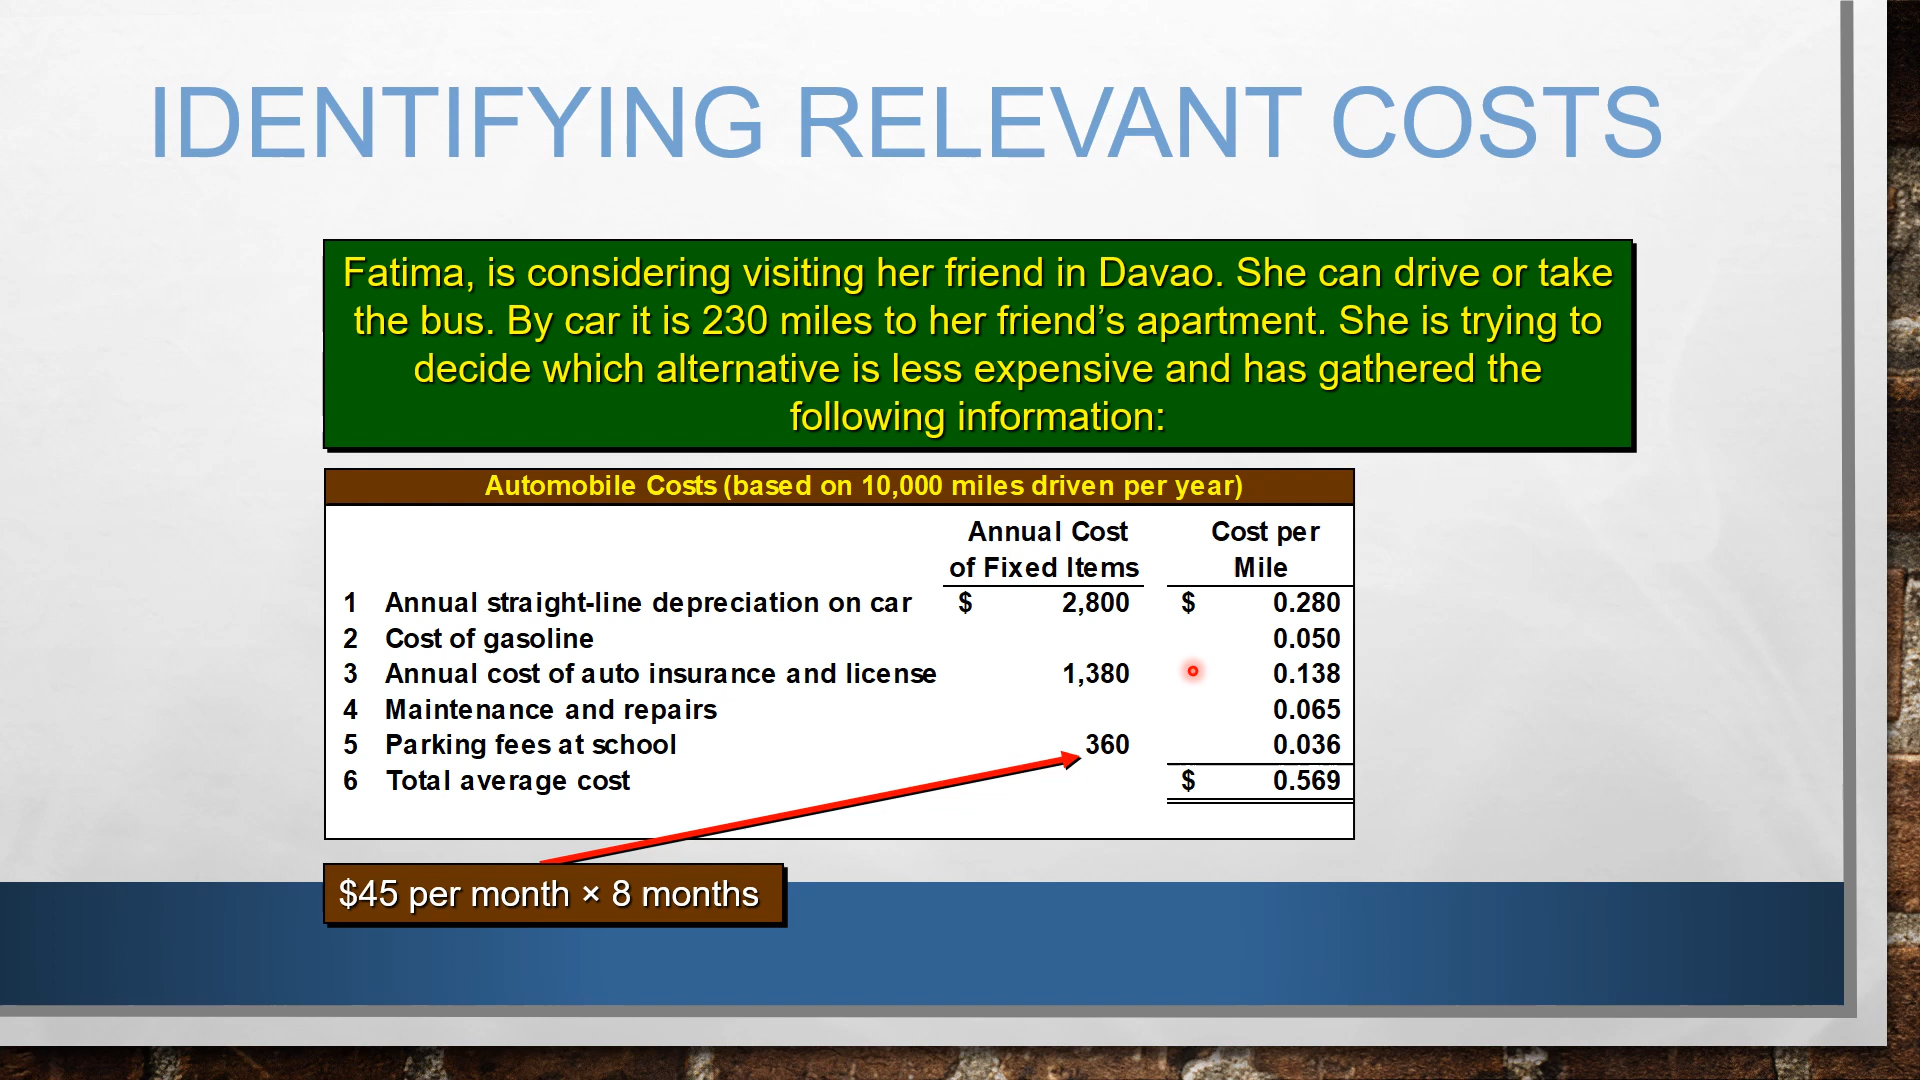 IDENTIFYING RELEVANT COSTS
Fatima, is considering visiting her friend in Davao. She can drive or take
the bus. By car it is 230 miles to her friend’s apartment. She is trying to
decide which alternative is less expensive and has gathered the
following information:
Automobile Costs (based on 10,000 miles driven per year)
Annual Cost Cost per
of Fixed Items Mile
1 Annual straight-line depreciation on car $ 2,800 $ 0.280
2 Cost of gasoline 0.050
3 Annual cost of auto insurance and license 1,380 0.138
4 Maintenance and repairs 0.065
5 Parking fees at school 360 0.036
6 Total average cost $ 0.569
$45 per month × 8 months